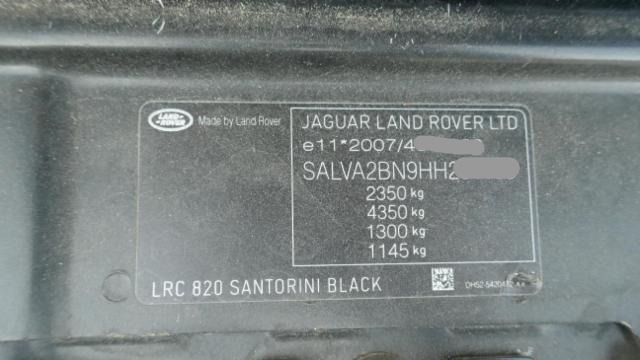 LAND-
ROVER
Made by Land Rover
JAGUAR LAND ROVER LTD
e11*2007/4
SALVA2BN9HH2
2350 kg
4350 kg
1300 kg
1145 kg
LRC 820 SANTORINI BLACK